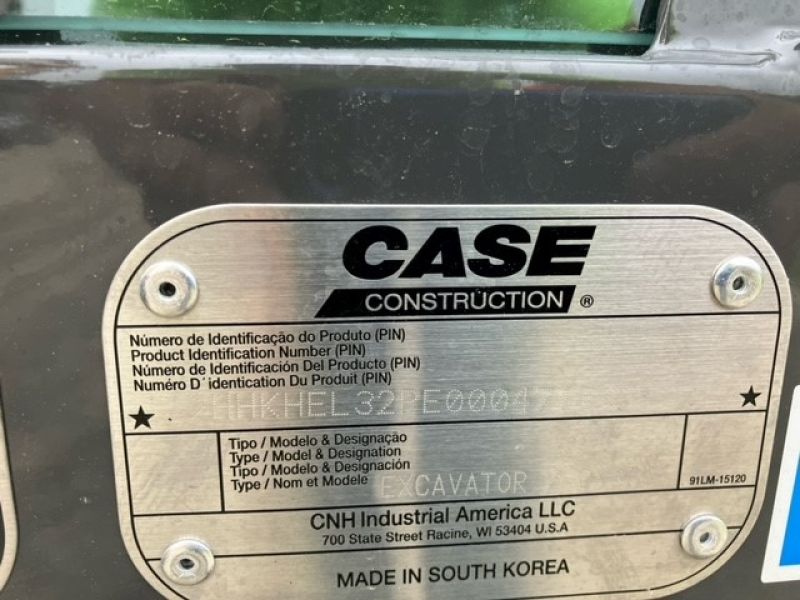 CASE
CONSTRUCTION ®
Número de Identificação do Produto (PIN)
Product Identification Number (PIN)
Número de Identificación Del Producto (PIN)
Numéro D'identication Du Produit (PIN)
Tipo / Modelo & Designação
Type / Model & Designation
Tipo / Modelo & Designación
Type / Nom et Modele
EXCAVATOR
91LM-15120
CNH Industrial America LLC
700 State Street Racine, WI 53404 U.S.A
MADE IN SOUTH KOREA